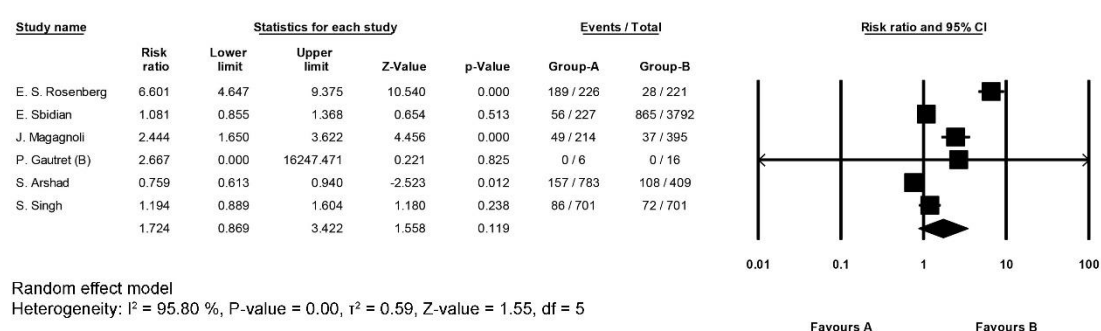 Study name Statistics for each study Events / Total Risk ratio and 95% CI
Risk ratio Lower limit Upper limit Z-Value p-Value Group-A Group-B
E. S. Rosenberg 6.601 4.647 9.375 10.540 0.000 189 / 226 28 / 221
E. Sbidian 1.081 0.855 1.368 0.654 0.513 56 / 227 865 / 3792
J. Magagnoli 2.444 1.650 3.622 4.456 0.000 49 / 214 37 / 395
P. Gautret (B) 2.667 0.000 16247.471 0.221 0.825 0 / 6 0 / 16
S. Arshad 0.759 0.613 0.940 -2.523 0.012 157 / 783 108 / 409
S. Singh 1.194 0.889 1.604 1.180 0.238 86 / 701 72 / 701
1.724 0.869 3.422 1.558 0.119
0.01 0.1 1 10 100
Random effect model
Heterogeneity: I² = 95.80 %, P-value = 0.00, τ² = 0.59, Z-value = 1.55, df = 5
Favours A Favours B